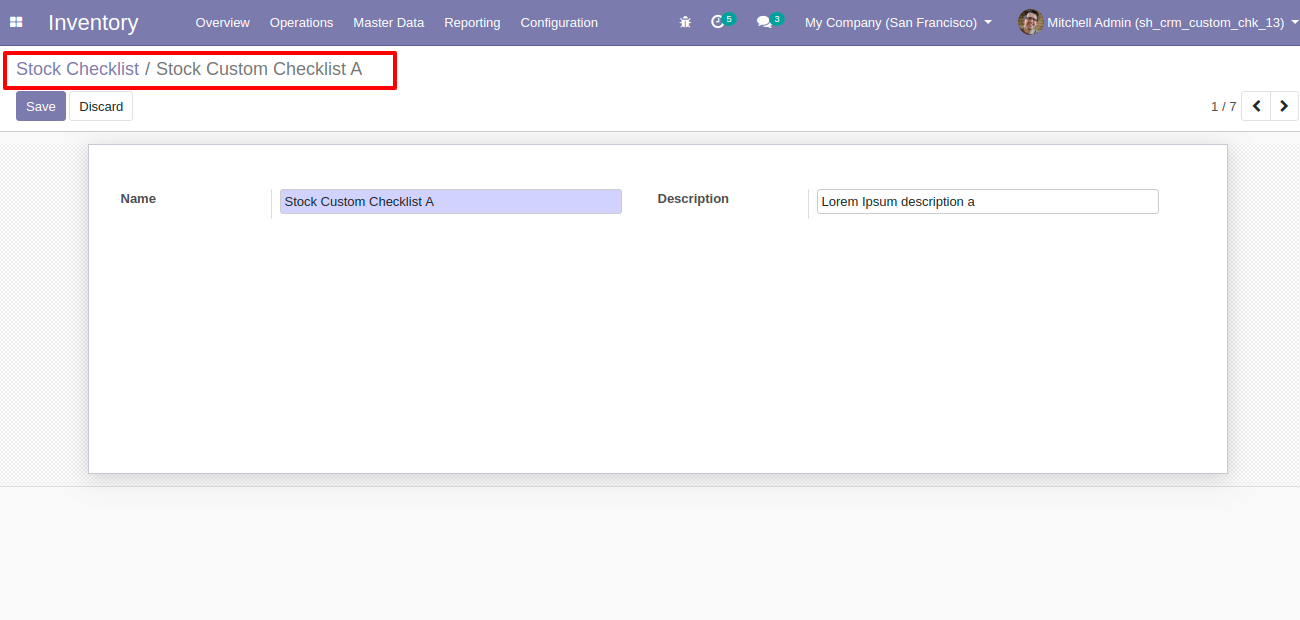 Inventory Overview Operations Master Data Reporting Configuration 5 3 My Company (San Francisco) Mitchell Admin (sh_crm_custom_chk_13)
Stock Checklist / Stock Custom Checklist A
Save Discard 1 / 7
Name Stock Custom Checklist A Description Lorem Ipsum description a